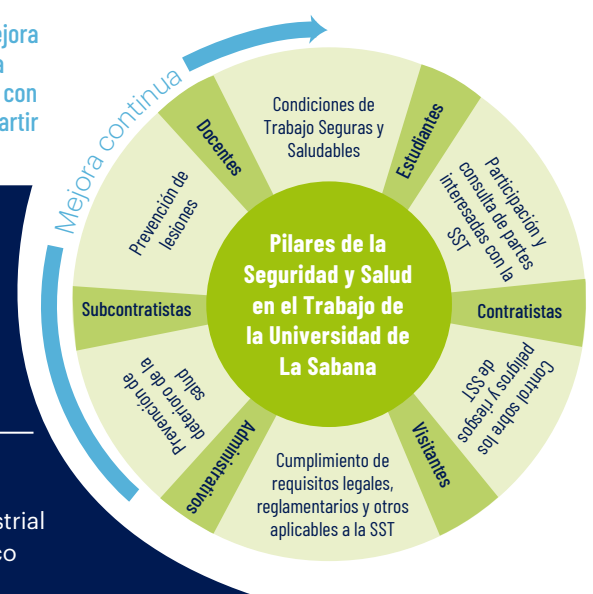 ejora
a
con
artir
Mejora continua
Condiciones de
Trabajo Seguras y
Saludables
Estudiantes
Participación y
consulta de partes
interesadas con la
SST
Contratistas
Control sobre los
peligros y riesgos
de SST
Visitantes
Cumplimiento de
requisitos legales,
reglamentarios y otros
aplicables a la SST
Administrativos
Prevención de
deterioro de la
salud
Subcontratistas
Prevención de
lesiones
Docentes
Pilares de la
Seguridad y Salud
en el Trabajo de
la Universidad de
La Sabana
strial
co